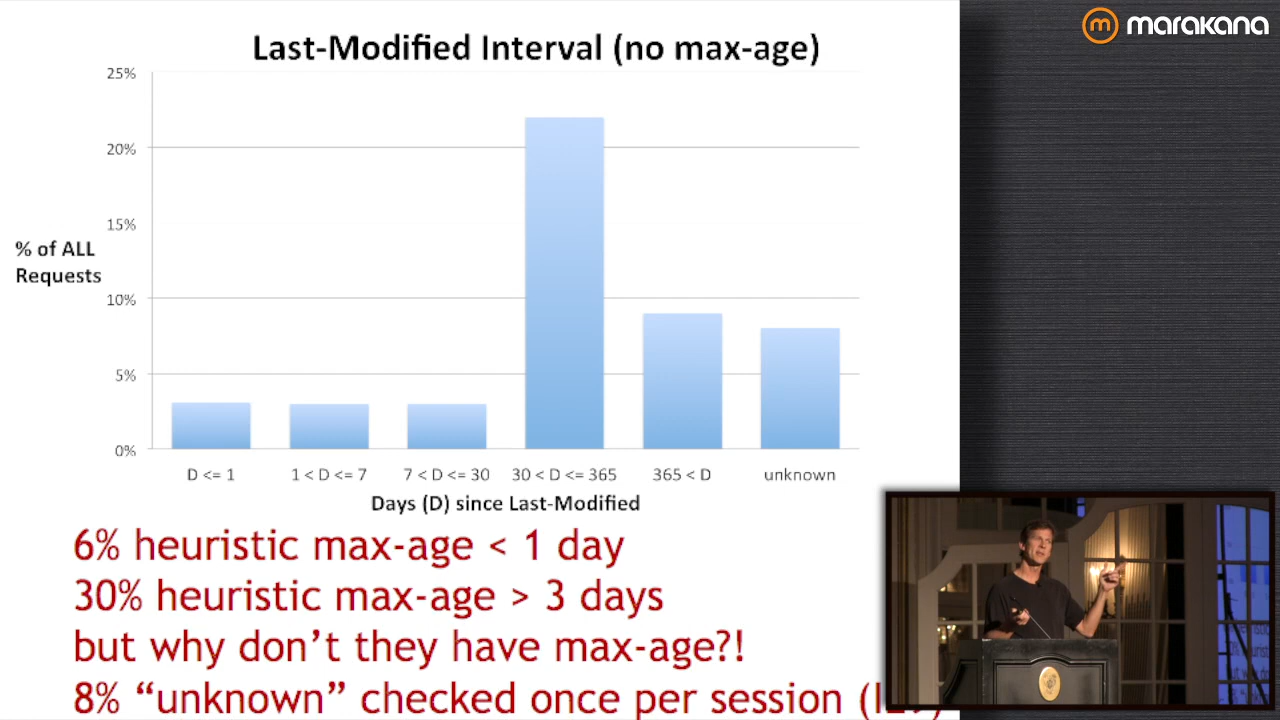 marakana
Last-Modified Interval (no max-age)
25%
20%
15%
10%
5%
0%
% of ALL
Requests
D <= 1
1 < D <= 7
7 < D <= 30
30 < D <= 365
365 < D
unknown
Days (D) since Last-Modified
6% heuristic max-age < 1 day
30% heuristic max-age > 3 days
but why don’t they have max-age?!
8% “unknown” checked once per session